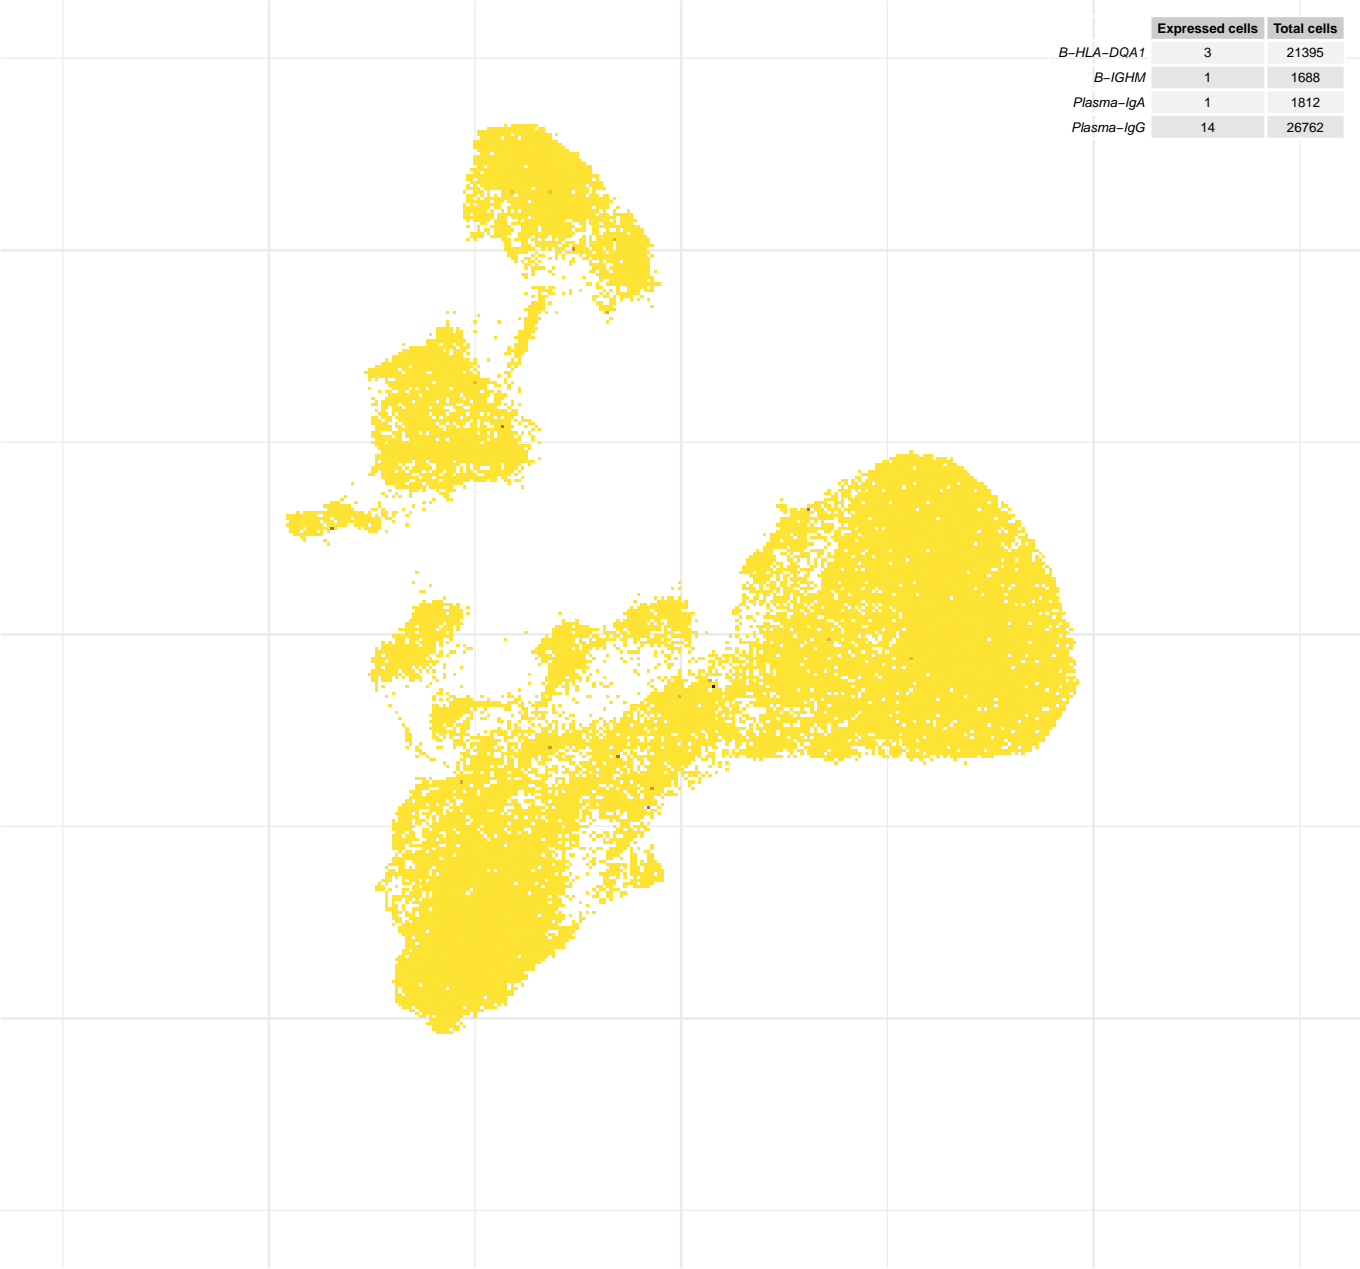 Expressed cells Total cells
B−HLA−DQA1 3 21395
B−IGHM 1 1688
Plasma−IgA 1 1812
Plasma−IgG 14 26762